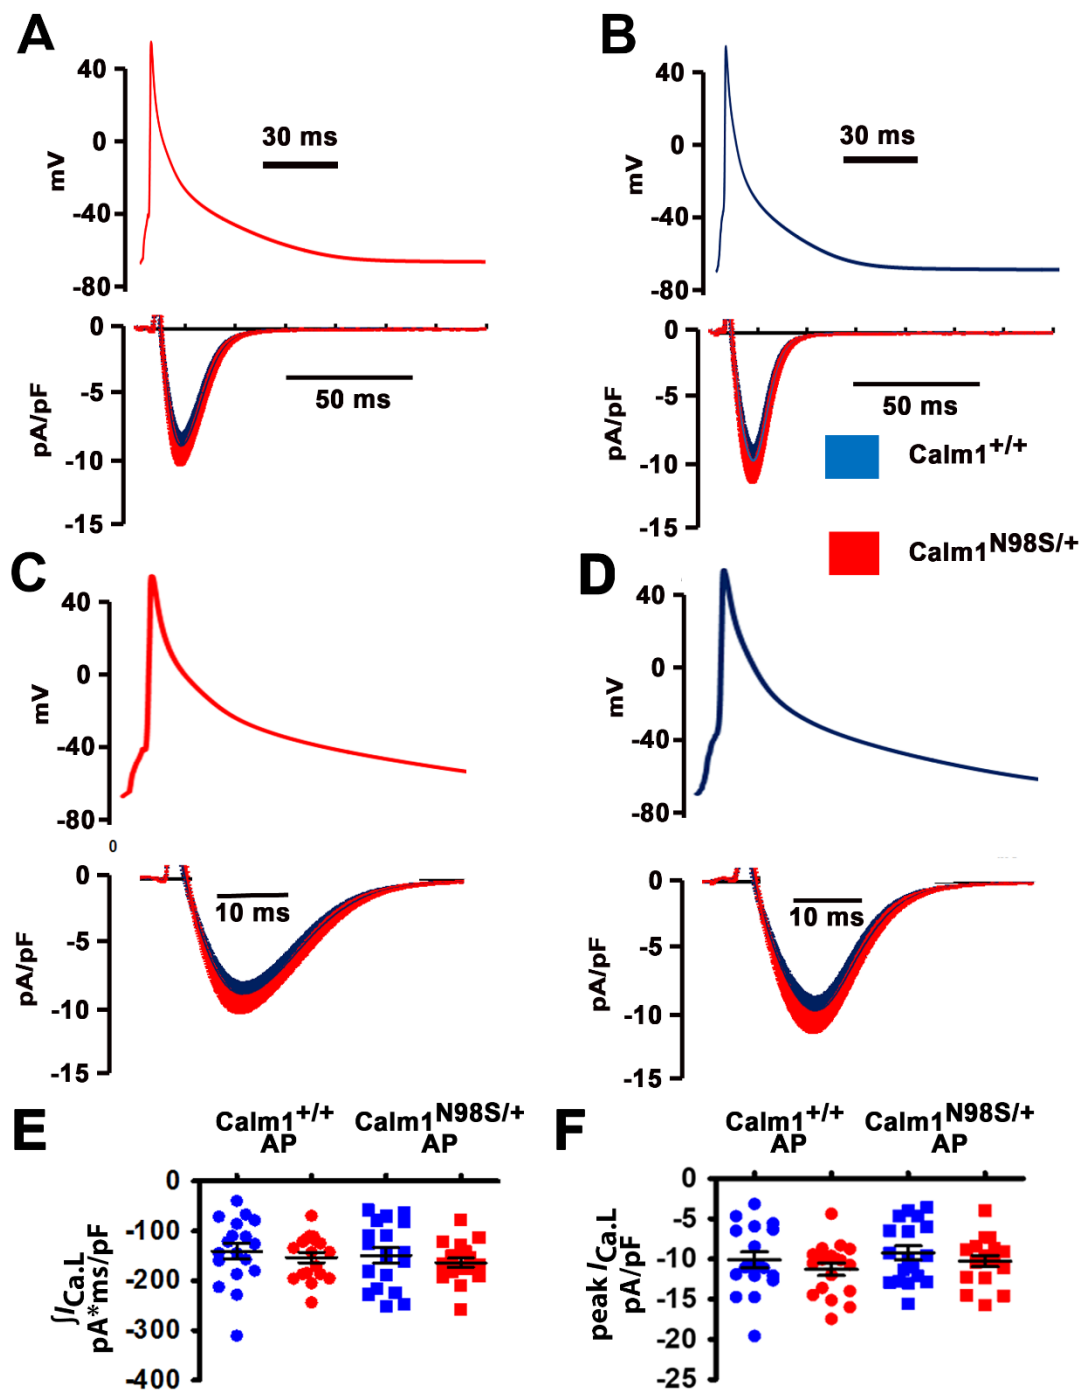 A
B
40
0
-40
-80
mV
30 ms
40
0
-40
-80
mV
30 ms
0
-5
-10
-15
pA/pF
50 ms
0
-5
-10
-15
pA/pF
50 ms
Calm1+/+
Calm1N98S/+
C
D
40
0
-40
-80
mV
40
0
-40
-80
mV
0
0
-5
-10
-15
pA/pF
10 ms
0
-5
-10
-15
pA/pF
10 ms
E
Calm1+/+
AP
Calm1N98S/+
AP
0
-100
-200
-300
-400
∫ICa.L
pA*ms/pF
F
Calm1+/+
AP
Calm1N98S/+
AP
0
-5
-10
-15
-20
-25
peak ICa.L
pA/pF